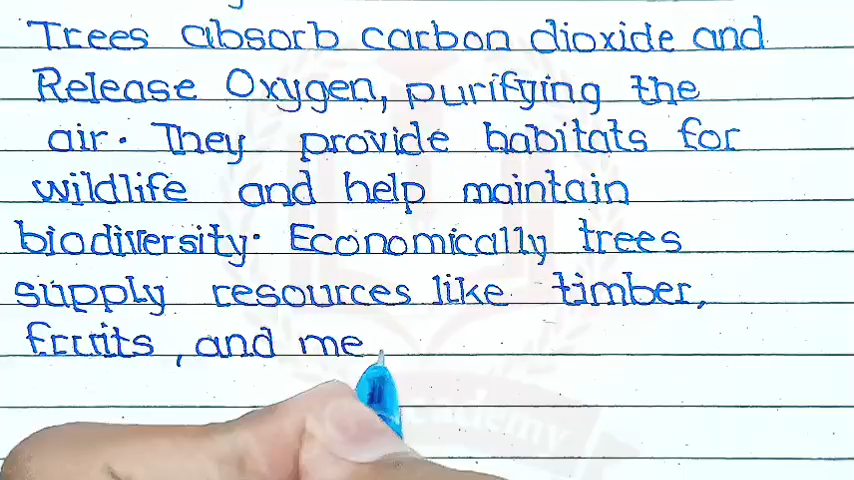 Trees absorb carbon dioxide and
Release Oxygen, purifying the
air. They provide habitats for
wildlife and help maintain
biodiversity. Economically trees
supply resources like timber,
fruits, and me
Academy